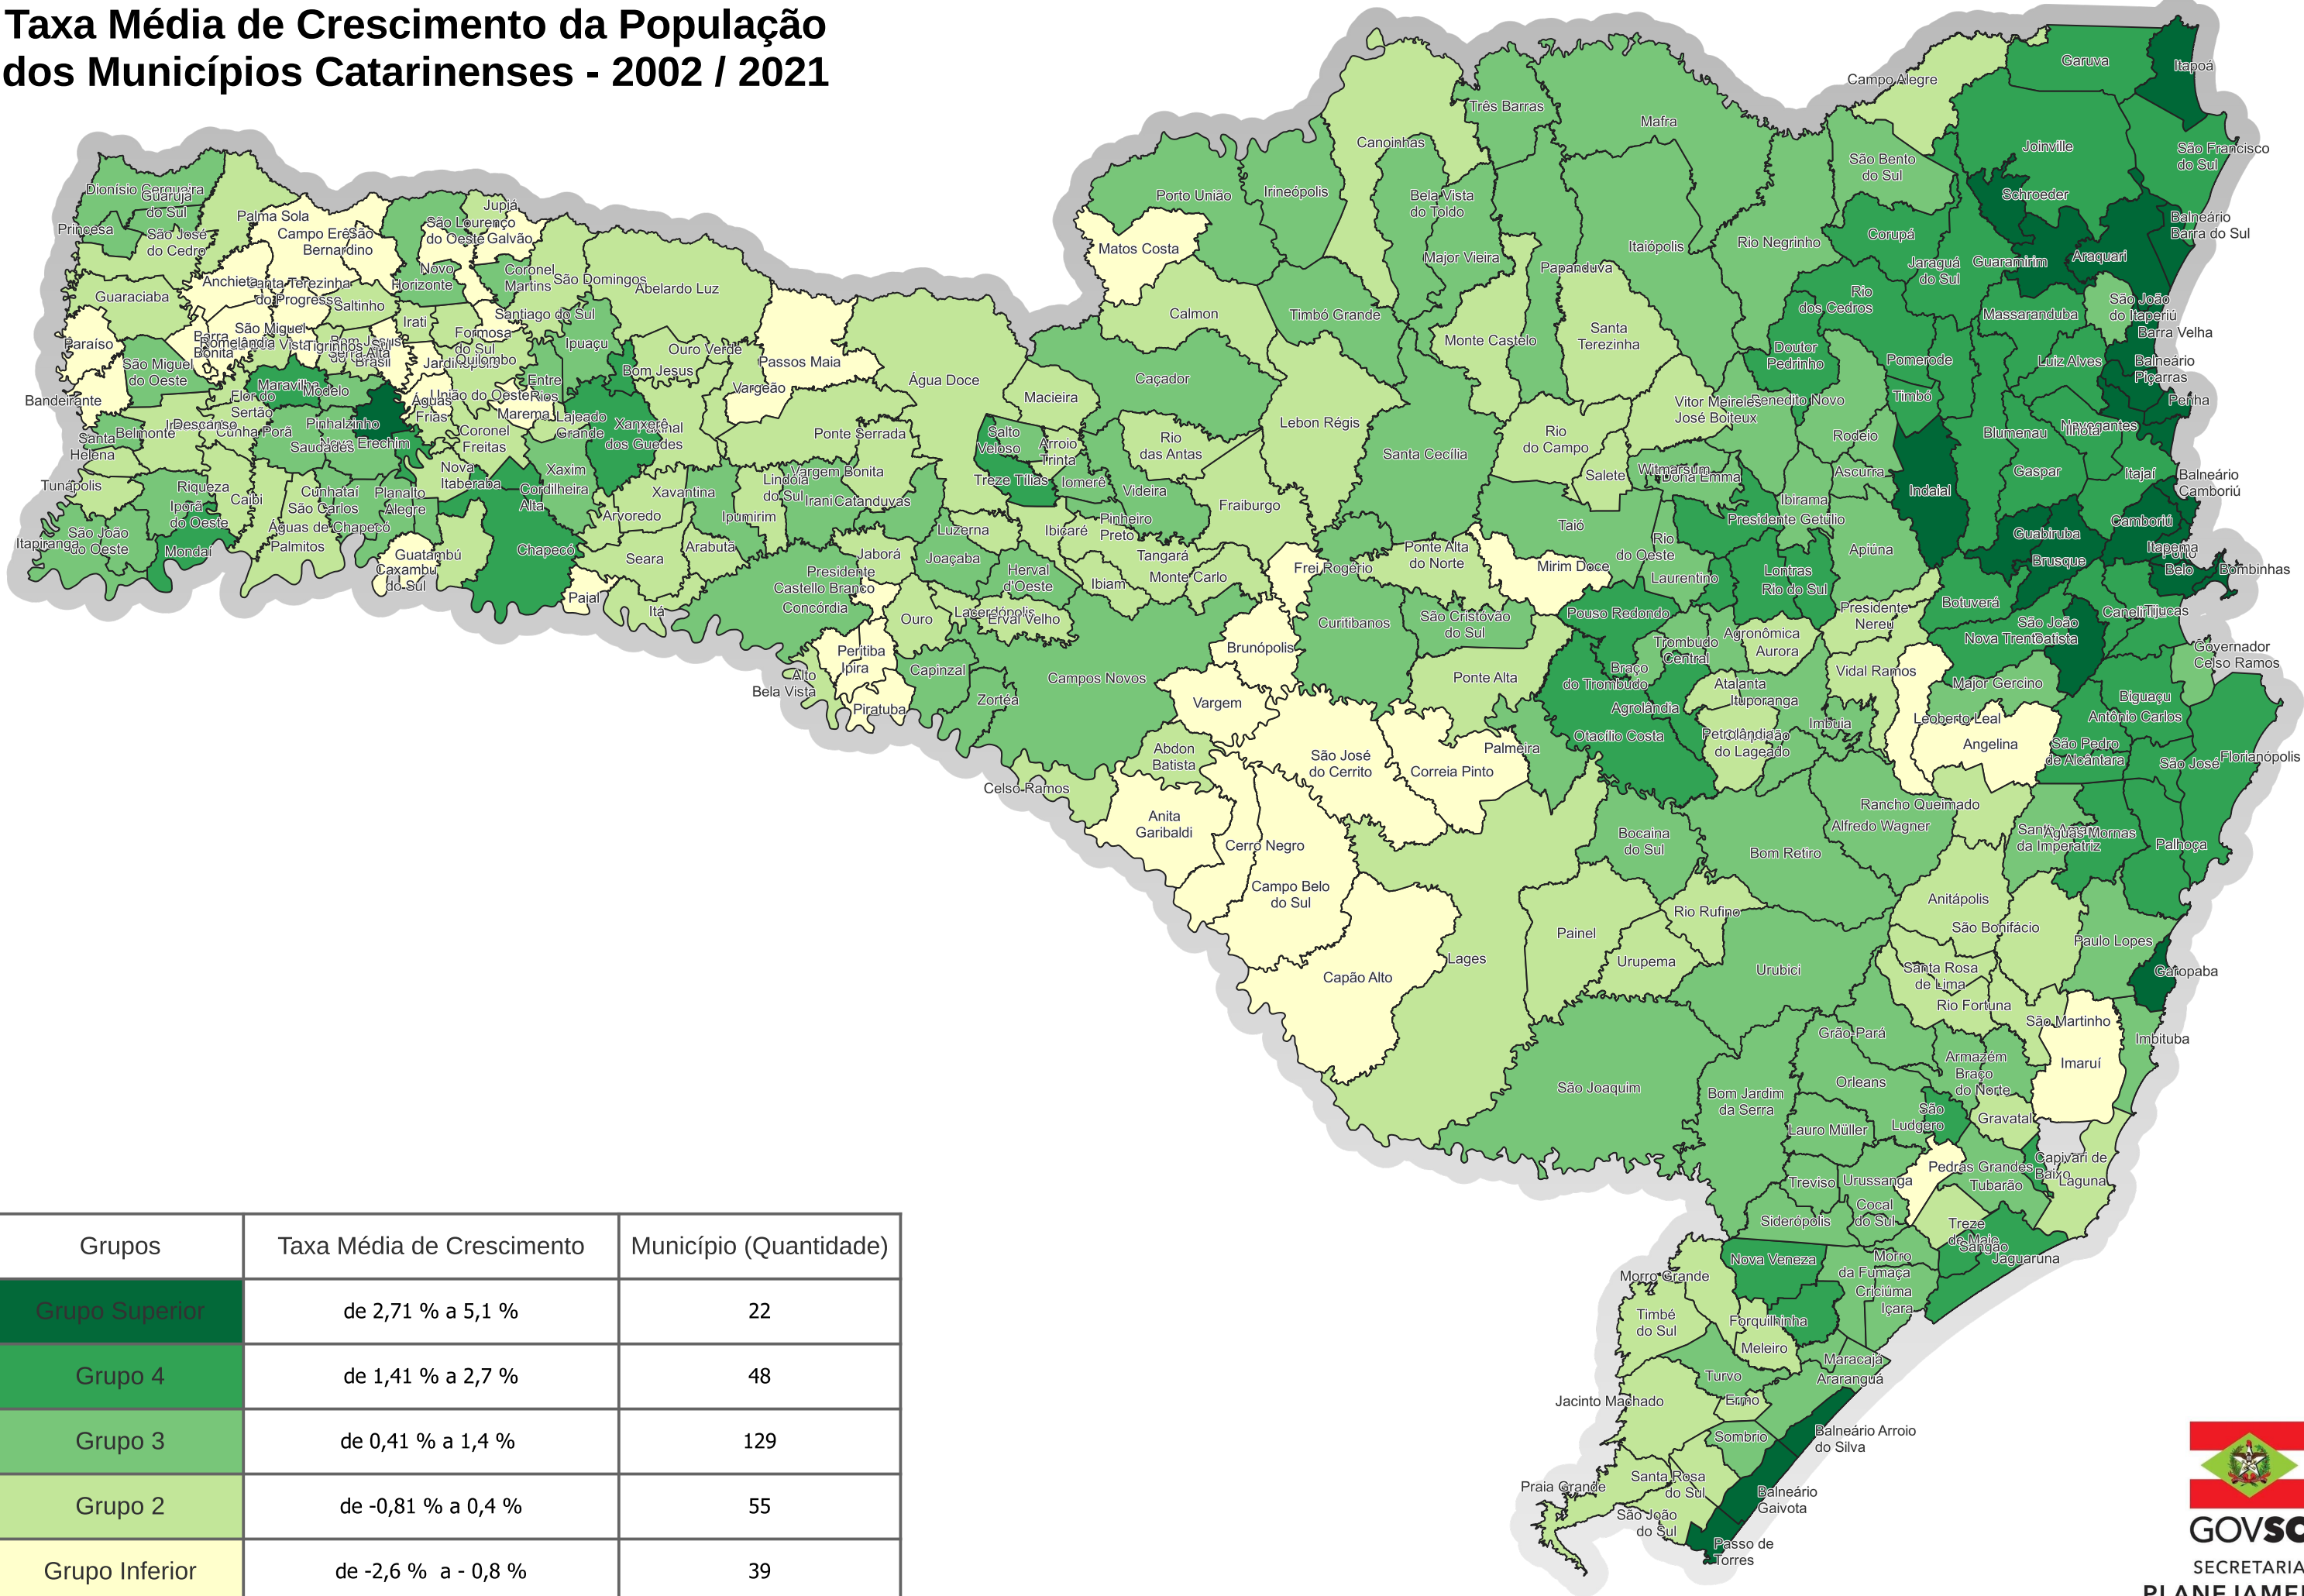 Taxa Média de Crescimento da População
dos Municípios Catarinenses - 2002 / 2021
Campo Alegre
Garuva
Itapoá
Três Barras
Mafra
Canoinhas
Joinville
São Francisco
do Sul
São Bento
do Sul
Dionísio Cerqueira
Guarujá
do Sul
Porto União
Irineópolis
Bela Vista
do Toldo
Schroeder
Jupiá
Palma Sola
São Lourenço
do Oeste
Galvão
Princesa
São José
do Cedro
Campo Erê
São
Bernardino
Balneário
Barra do Sul
Matos Costa
Itaiópolis
Rio Negrinho
Corupá
Major Vieira
Papanduva
Jaraguá
do Sul
Guaramirim
Araquari
Novo
Horizonte
Coronel
Martins
São Domingos
Abelardo Luz
Anchieta
Santa Terezinha
do Progresso
Saltinho
Guaraciaba
Rio
dos Cedros
São João
do Itaperiú
Irati
Santiago do Sul
Calmon
Timbó Grande
Massaranduba
Barra Velha
Paraíso
Barra
Bonita
Romelândia
São Miguel
da Boa Vista
Tigrinhos
Bom Jesus
do Oeste
Serra Alta
Sul
Brasil
Formosa
do Sul
Quilombo
Jardinópolis
Ipuaçu
Ouro Verde
Passos Maia
Monte Castelo
Santa
Terezinha
Doutor
Pedrinho
Pomerode
Luiz Alves
Balneário
Piçarras
São Miguel
do Oeste
Bom Jesus
Vargeão
Água Doce
Caçador
Macieira
Maravilha
Modelo
Flor do
Sertão
Bandeirante
Águas
Frias
União do Oeste
Entre
Rios
Marema
Lajeado
Grande
Xanxerê
Faxinal
dos Guedes
Vitor Meireles
José Boiteux
Benedito Novo
Timbó
Penha
Navegantes
Ilhota
Santa
Helena
Belmonte
Iraceminha
Descanso
Cunha Porã
Pinhalzinho
Saudades
Nova Erechim
Coronel
Freitas
Ponte Serrada
Salto
Veloso
Arroio
Trinta
Rio
das Antas
Lebon Régis
Santa Cecília
Rio
do Campo
Rodeio
Blumenau
Tunápolis
Riqueza
Caibi
Cunhataí
São Carlos
Planalto
Alegre
Nova
Itaberaba
Xaxim
Cordilheira
Alta
Xavantina
Lindóia
do Sul
Vargem Bonita
Irani
Catanduvas
Treze Tílias
Iomerê
Videira
Fraiburgo
Salete
Witmarsum
Dona Emma
Ibirama
Ascurra
Indaial
Gaspar
Itajaí
Balneário
Camboriú
Iporã
do Oeste
Águas de Chapecó
Palmitos
Arvoredo
Ipumirim
Luzerna
Ibicaré
Pinheiro
Preto
Taió
Presidente Getúlio
Guabiruba
Camboriú
Itapiranga
São João
do Oeste
Mondaí
Guatambú
Caxambu
do Sul
Chapecó
Paial
Seara
Arabutã
Jaborá
Joaçaba
Tangará
Monte Carlo
Ibiam
Frei Rogério
Ponte Alta
do Norte
Mirim Doce
Rio
do Oeste
Laurentino
Apiúna
Brusque
Itapema
Porto
Belo
Bombinhas
Presidente
Castello Branco
Concórdia
Herval
d'Oeste
Lontras
Rio do Sul
Itá
Ouro
Lacerdópolis
Erval Velho
Curitibanos
São Cristóvão
do Sul
Pouso Redondo
Presidente
Nereu
Botuverá
Canelinha
Tijucas
São João
Batista
Nova Trento
Peritiba
Ipira
Capinzal
Campos Novos
Brunópolis
Ponte Alta
Trombudo
Central
Agronômica
Aurora
Braço
do Trombudo
Vidal Ramos
Major Gercino
Governador
Celso Ramos
Alto
Bela Vista
Piratuba
Zortéa
Vargem
Atalanta
Ituporanga
Agrolândia
Imbuia
Leoberto Leal
Biguaçu
Antônio Carlos
Abdon
Batista
São José
do Cerrito
Correia Pinto
Palmeira
Otacílio Costa
Petrolândia
do Lageado
Angelina
São Pedro
de Alcântara
São José
Florianópolis
Celso Ramos
Anita
Garibaldi
Cerro Negro
Bocaina
do Sul
Bom Retiro
Rancho Queimado
Alfredo Wagner
Santo Amaro
da Imperatriz
Águas Mornas
Palhoça
Campo Belo
do Sul
Rio Rufino
Anitápolis
São Bonifácio
Painel
Paulo Lopes
Capão Alto
Lages
Urupema
Urubici
Santa Rosa
de Lima
Rio Fortuna
Garopaba
São Martinho
Imbituba
Grão-Pará
Armazém
Braço
do Norte
Imaruí
São Joaquim
Bom Jardim
da Serra
Orleans
São
Ludgero
Gravatal
Lauro Müller
Pedras Grandes
Capivari de
Baixo
Laguna
Treviso
Urussanga
Tubarão
Siderópolis
Cocal
do Sul
Treze
de Maio
Sangão
Jaguaruna
Nova Veneza
Morro
da Fumaça
Criciúma
Içara
Morro Grande
Timbé
do Sul
Forquilhinha
Meleiro
Maracajá
Turvo
Araranguá
Jacinto Machado
Ermo
Sombrio
Balneário Arroio
do Silva
Praia Grande
Santa Rosa
do Sul
Balneário
Gaivota
São João
do Sul
Passo de
Torres
Grupos Taxa Média de Crescimento Município (Quantidade)
Grupo Superior de 2,71 % a 5,1 % 22
Grupo 4 de 1,41 % a 2,7 % 48
Grupo 3 de 0,41 % a 1,4 % 129
Grupo 2 de -0,81 % a 0,4 % 55
Grupo Inferior de -2,6 % a - 0,8 % 39
GOVSC
SECRETARIA